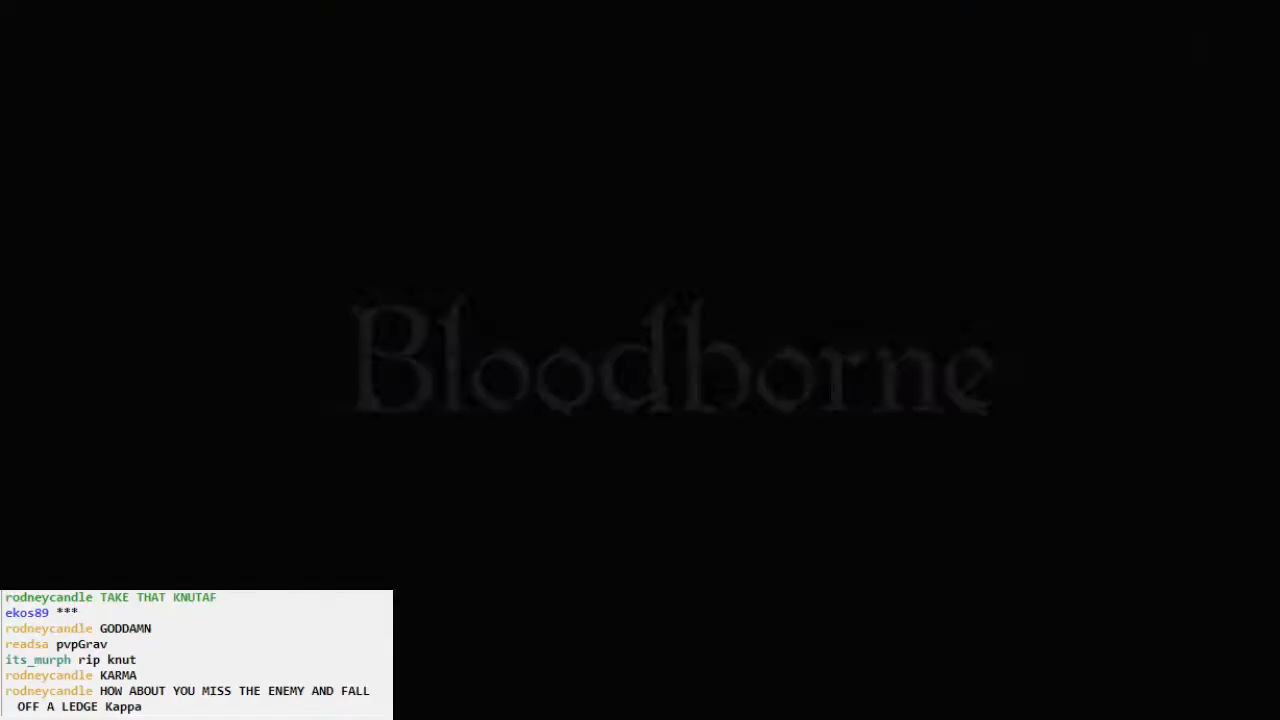 Bloodborne
rodneycandle TAKE THAT KNUTAF
ekos89 ***
rodneycandle GODDAMN
readsa pvpGrav
its_murph rip knut
rodneycandle KARMA
rodneycandle HOW ABOUT YOU MISS THE ENEMY AND FALL
OFF A LEDGE Kappa